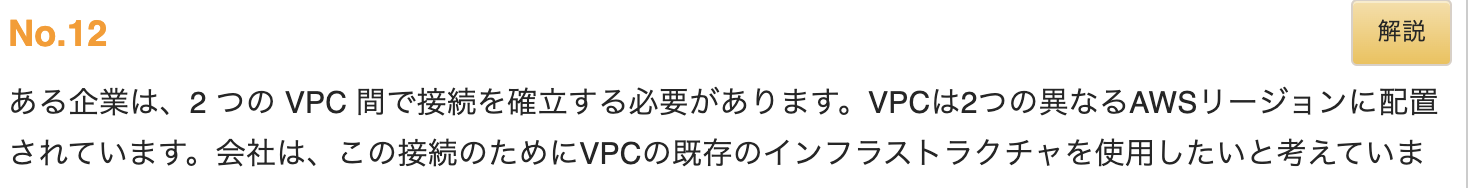 No.12
解説
ある企業は、2 つの VPC 間で接続を確立する必要があります。VPCは2つの異なるAWSリージョンに配置
されています。会社は、この接続のためにVPCの既存のインフラストラクチャを使用したいと考えていま